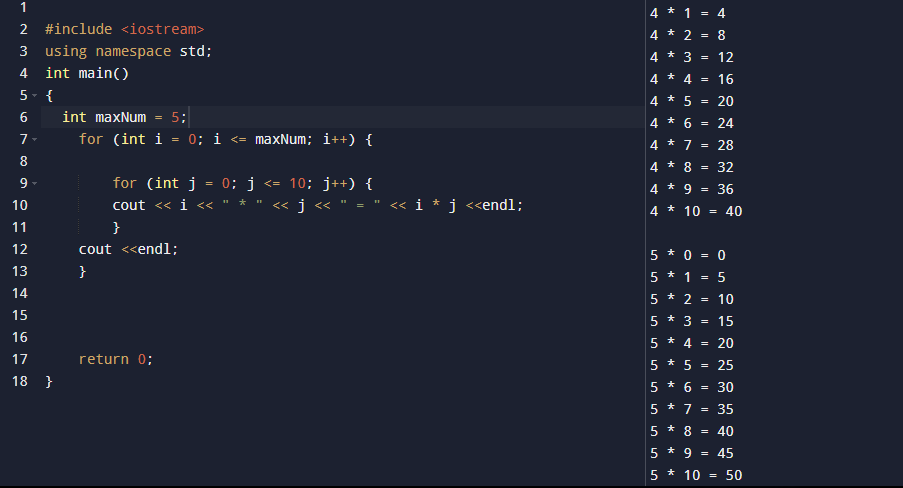 1
2 #include <iostream>
3 using namespace std;
4 int main()
5 {
6   int maxNum = 5;
7     for (int i = 0; i <= maxNum; i++) {
8
9         for (int j = 0; j <= 10; j++) {
10         cout << i << " * " << j << " = " << i * j <<endl;
11         }
12     cout <<endl;
13     }
14
15
16
17     return 0;
18 }
4 * 1 = 4
4 * 2 = 8
4 * 3 = 12
4 * 4 = 16
4 * 5 = 20
4 * 6 = 24
4 * 7 = 28
4 * 8 = 32
4 * 9 = 36
4 * 10 = 40

5 * 0 = 0
5 * 1 = 5
5 * 2 = 10
5 * 3 = 15
5 * 4 = 20
5 * 5 = 25
5 * 6 = 30
5 * 7 = 35
5 * 8 = 40
5 * 9 = 45
5 * 10 = 50